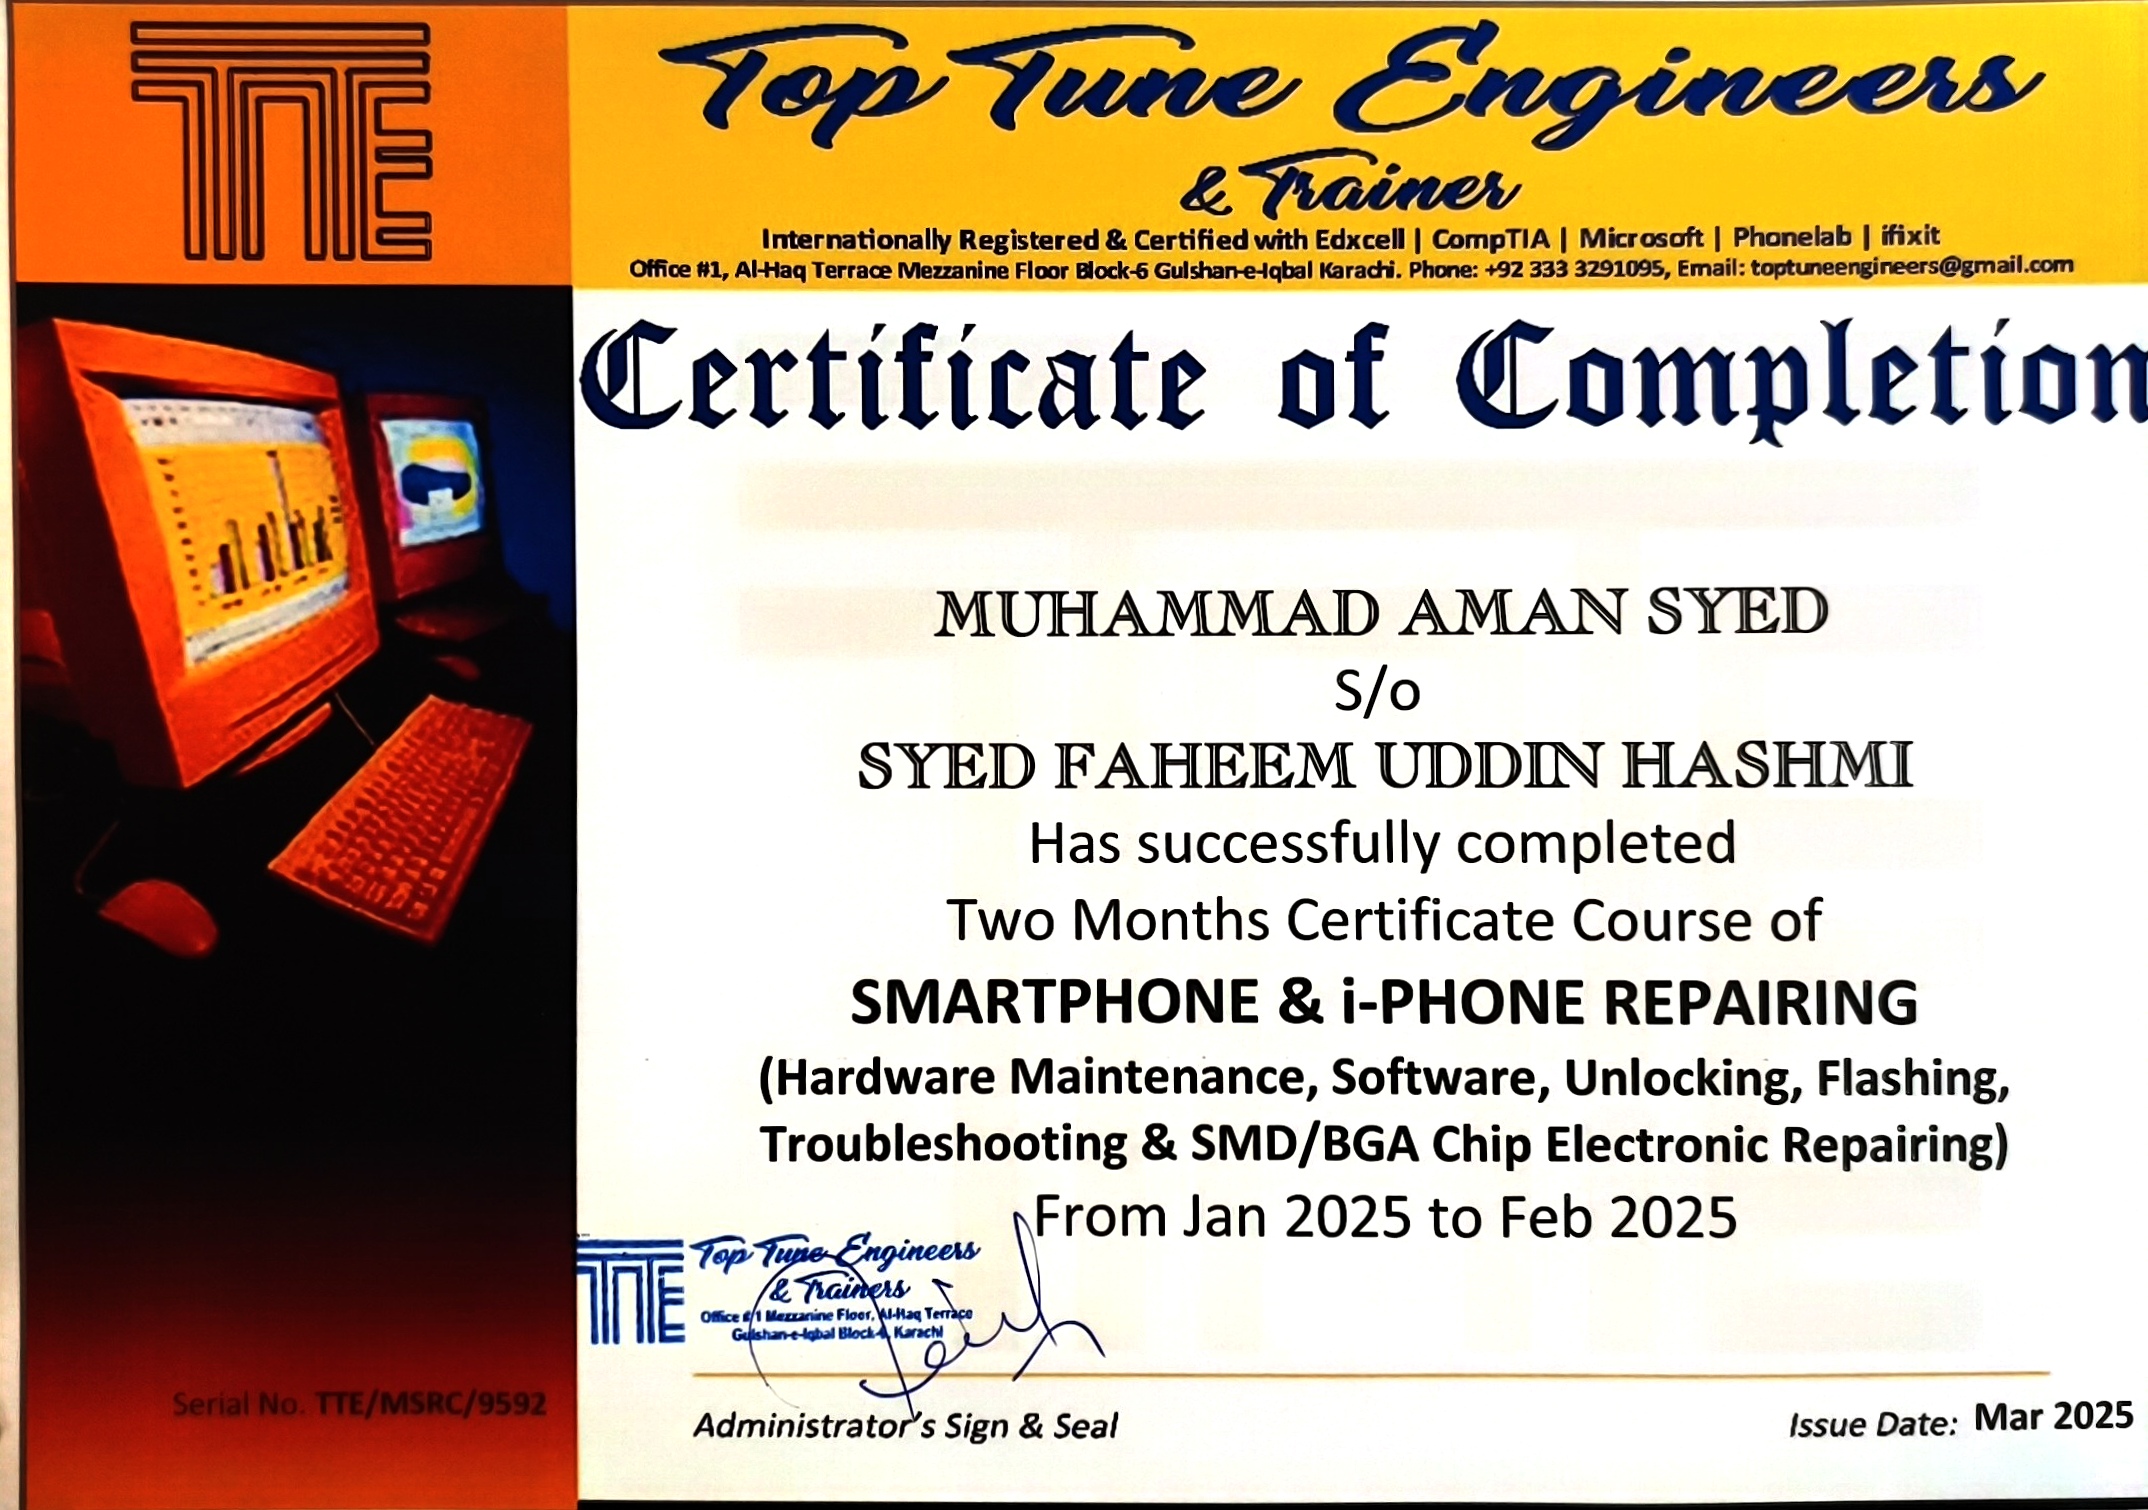 TTE
Top Tune Engineers
& Trainer
Internationally Registered & Certified with Edxcell | CompTIA | Microsoft | Phonelab | ifixit
Office #1, Al-Haq Terrace Mezzanine Floor Block-6 Gulshan-e-Iqbal Karachi. Phone: +92 333 3291095, Email: toptuneengineers@gmail.com
Certificate of Completion
MUHAMMAD AMAN SYED
S/o
SYED FAHEEM UDDIN HASHMI
Has successfully completed
Two Months Certificate Course of
SMARTPHONE & i-PHONE REPAIRING
(Hardware Maintenance, Software, Unlocking, Flashing,
Troubleshooting & SMD/BGA Chip Electronic Repairing)
From Jan 2025 to Feb 2025
TTE
Top Tune Engineers
& Trainers
Office #1 Mezzanine Floor, Al-Haq Terrace
Gulshan-e-Iqbal Block-6, Karachi
Serial No. TTE/MSRC/9592
Administrator's Sign & Seal
Issue Date: Mar 2025